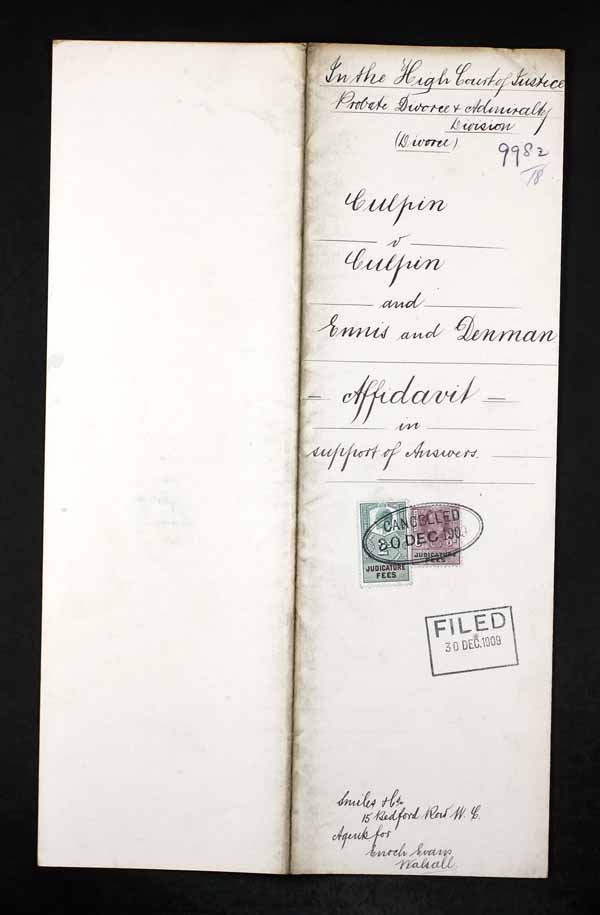 In the High Court of Justice
Probate Divorce & Admiralty
Division
(Divorce)
9982
/18
Culpin
v
Culpin
and
Ennis and Denman
Affidavit
in
support of Answers.
CANCELLED
30 DEC 1909
JUDICATURE
FEES
JUDICATURE
FEES
FILED
30 DEC. 1909
Smiles & Co.
15 Bedford Row W. C.
Agents for
Enoch Evans
Walsall.